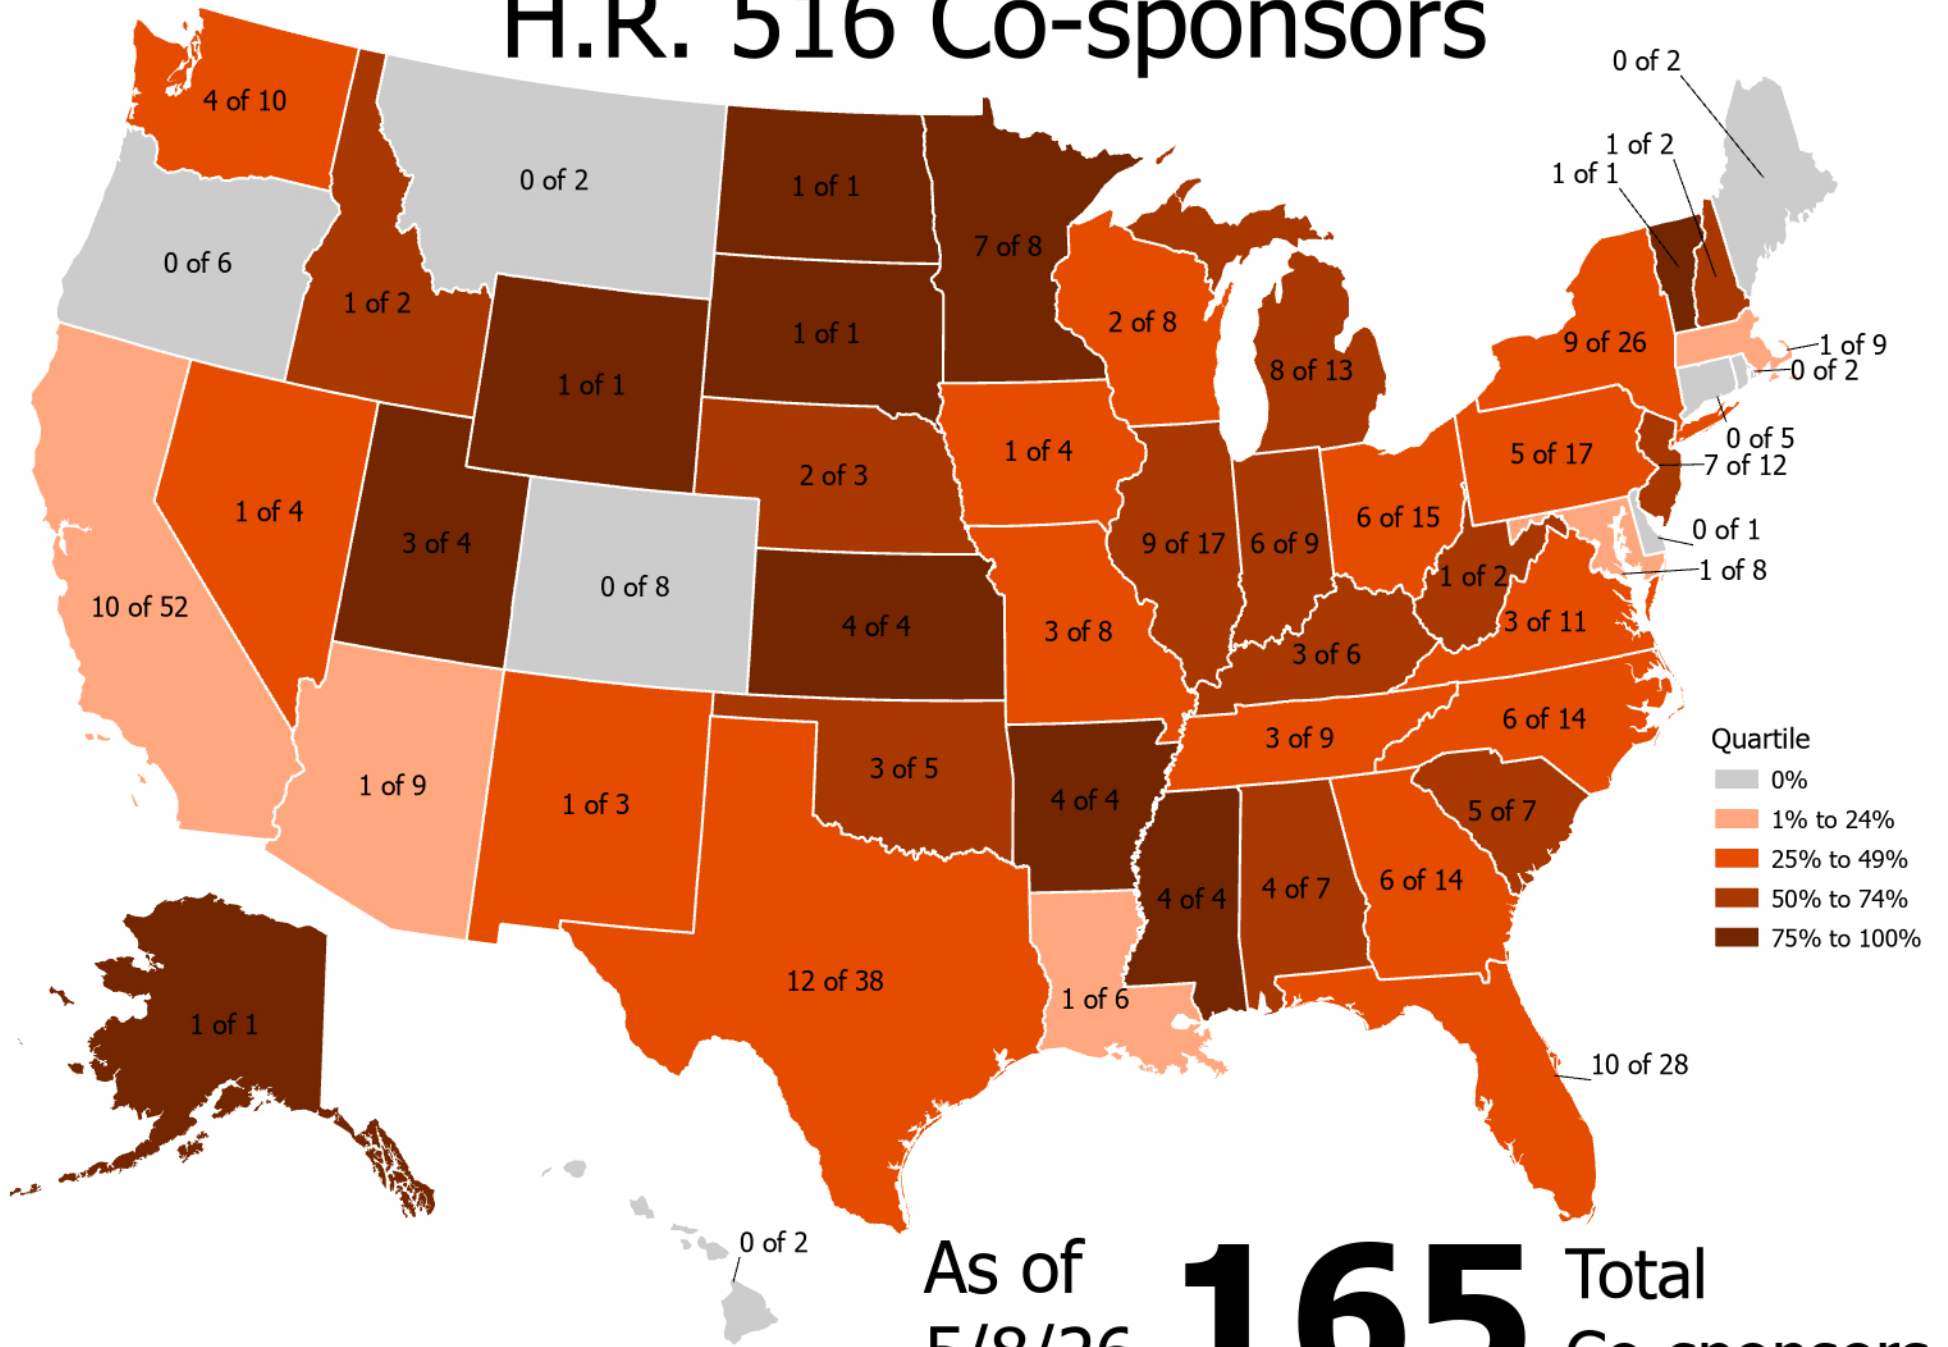 H.R. 516 Co-sponsors
0 of 2
4 of 10
1 of 2
1 of 1
0 of 2
1 of 1
7 of 8
0 of 6
1 of 2
1 of 1
2 of 8
9 of 26
1 of 9
0 of 2
8 of 13
1 of 1
0 of 5
7 of 12
1 of 4
2 of 3
5 of 17
1 of 4
3 of 4
6 of 15
9 of 17
6 of 9
0 of 1
1 of 8
0 of 8
1 of 2
10 of 52
4 of 4
3 of 8
3 of 11
3 of 6
6 of 14
3 of 9
1 of 9
1 of 3
3 of 5
4 of 4
5 of 7
Quartile
0%
1% to 24%
25% to 49%
50% to 74%
75% to 100%
4 of 4
4 of 7
6 of 14
12 of 38
1 of 6
1 of 1
10 of 28
0 of 2
As of
5/8/26
165
Total
Co-sponsors